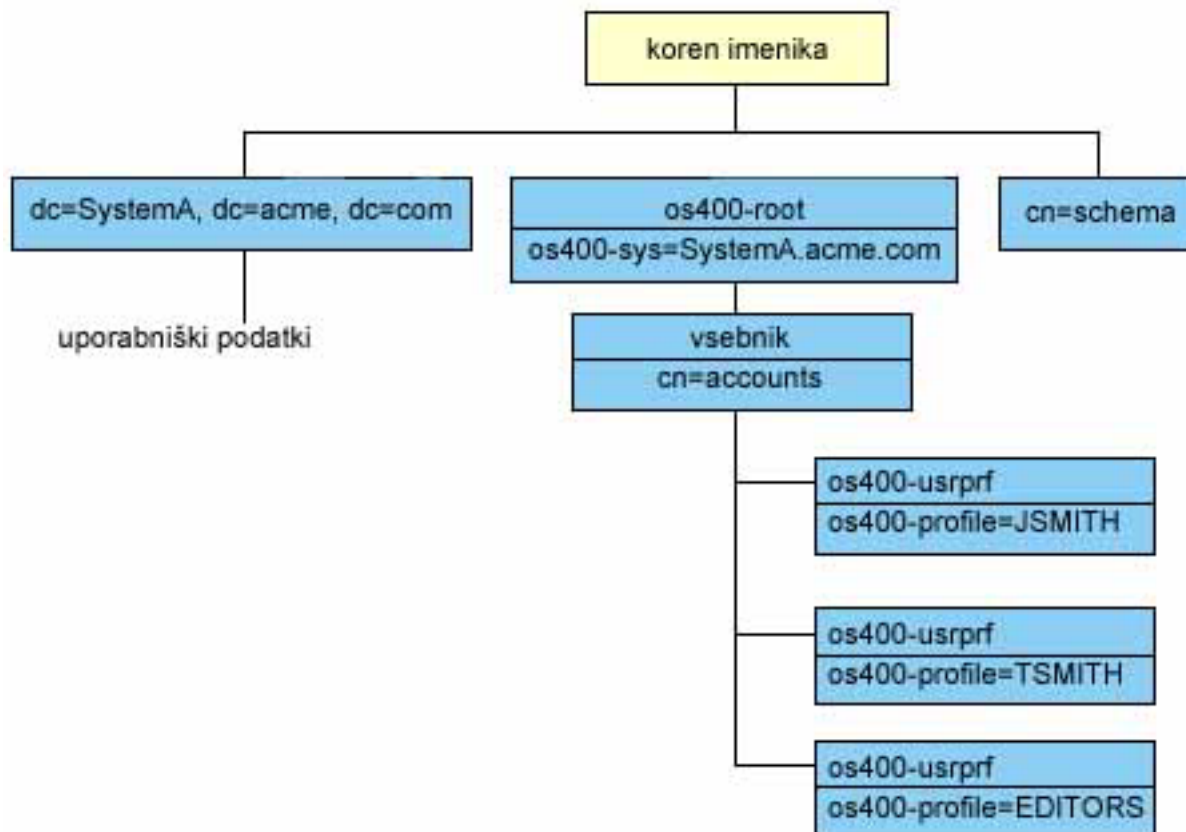 koren imenika
dc=SystemA, dc=acme, dc=com
os400-root
os400-sys=SystemA.acme.com
cn=schema
uporabniški podatki
vsebnik
cn=accounts
os400-usrprf
os400-profile=JSMITH
os400-usrprf
os400-profile=TSMITH
os400-usrprf
os400-profile=EDITORS